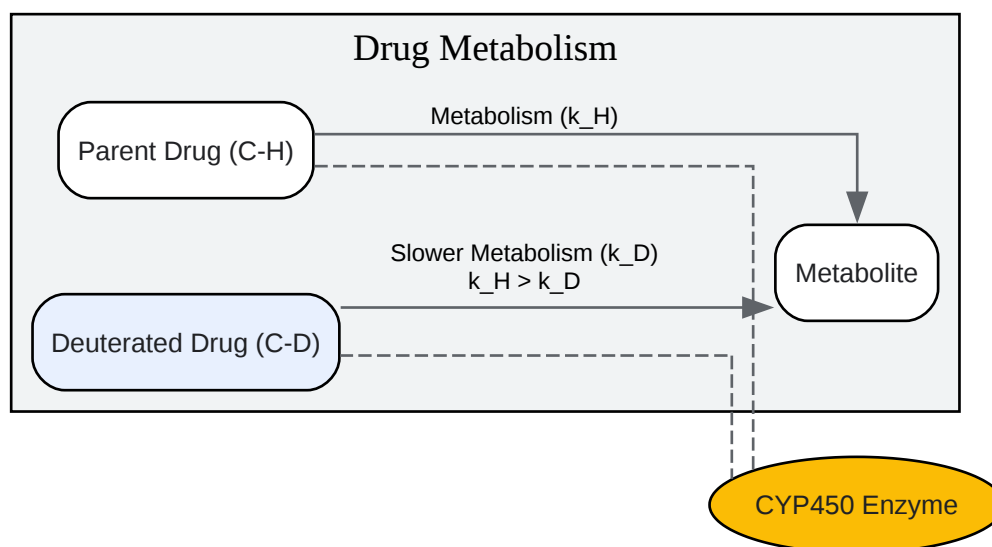 Drug Metabolism
Metabolism (k_H)
Parent Drug (C-H)
Slower Metabolism (k_D)
k_H > k_D
Metabolite
Deuterated Drug (C-D)
CYP450 Enzyme